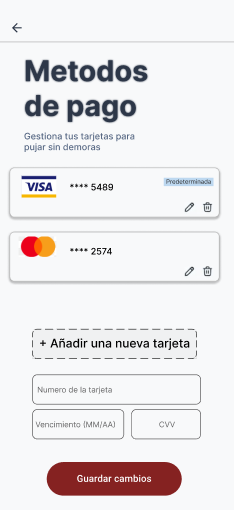 Metodos
de pago
Gestiona tus tarjetas para
pujar sin demoras
VISA
**** 5489
Predeterminada
**** 2574
+ Añadir una nueva tarjeta
Numero de la tarjeta
Vencimiento (MM/AA)
CVV
Guardar cambios